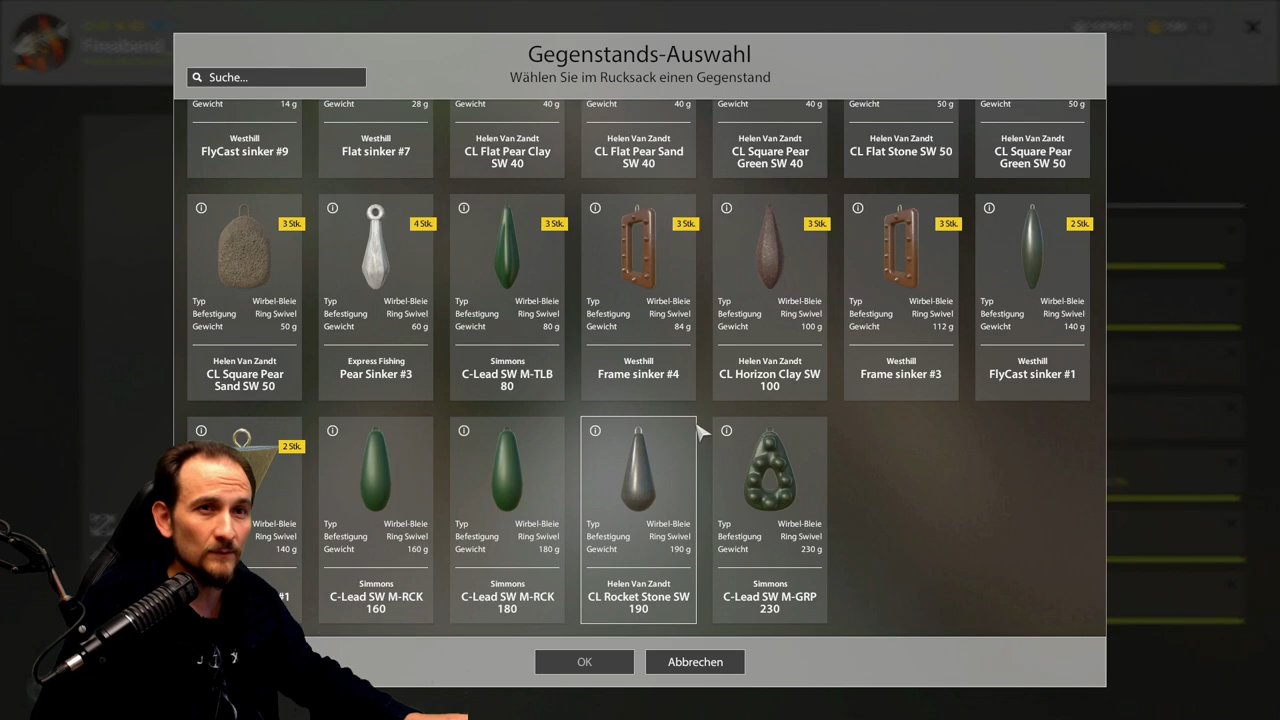 Gegenstands-Auswahl
Wählen Sie im Rucksack einen Gegenstand
Suche...
Gewicht 14 g
Gewicht 28 g
Gewicht 40 g
Gewicht 40 g
Gewicht 40 g
Gewicht 50 g
Gewicht 50 g
Westhill
FlyCast sinker #9
Westhill
Flat sinker #7
Helen Van Zandt
CL Flat Pear Clay
SW 40
Helen Van Zandt
CL Flat Pear Sand
SW 40
Helen Van Zandt
CL Square Pear
Green SW 40
Helen Van Zandt
CL Flat Stone SW 50
Helen Van Zandt
CL Square Pear
Green SW 50
3 Stk.
Typ Wirbel-Bleie
Befestigung Ring Swivel
Gewicht 50 g
Helen Van Zandt
CL Square Pear
Sand SW 50
4 Stk.
Typ Wirbel-Bleie
Befestigung Ring Swivel
Gewicht 60 g
Express Fishing
Pear Sinker #3
3 Stk.
Typ Wirbel-Bleie
Befestigung Ring Swivel
Gewicht 80 g
Simmons
C-Lead SW M-TLB
80
3 Stk.
Typ Wirbel-Bleie
Befestigung Ring Swivel
Gewicht 84 g
Westhill
Frame sinker #4
3 Stk.
Typ Wirbel-Bleie
Befestigung Ring Swivel
Gewicht 100 g
Helen Van Zandt
CL Horizon Clay SW
100
3 Stk.
Typ Wirbel-Bleie
Befestigung Ring Swivel
Gewicht 112 g
Westhill
Frame sinker #3
2 Stk.
Typ Wirbel-Bleie
Befestigung Ring Swivel
Gewicht 140 g
Westhill
FlyCast sinker #1
2 Stk.
Wirbel-Bleie
Ring Swivel
140 g
#1
Typ Wirbel-Bleie
Befestigung Ring Swivel
Gewicht 160 g
Simmons
C-Lead SW M-RCK
160
Typ Wirbel-Bleie
Befestigung Ring Swivel
Gewicht 180 g
Simmons
C-Lead SW M-RCK
180
Typ Wirbel-Bleie
Befestigung Ring Swivel
Gewicht 190 g
Helen Van Zandt
CL Rocket Stone SW
190
Typ Wirbel-Bleie
Befestigung Ring Swivel
Gewicht 230 g
Simmons
C-Lead SW M-GRP
230
OK
Abbrechen